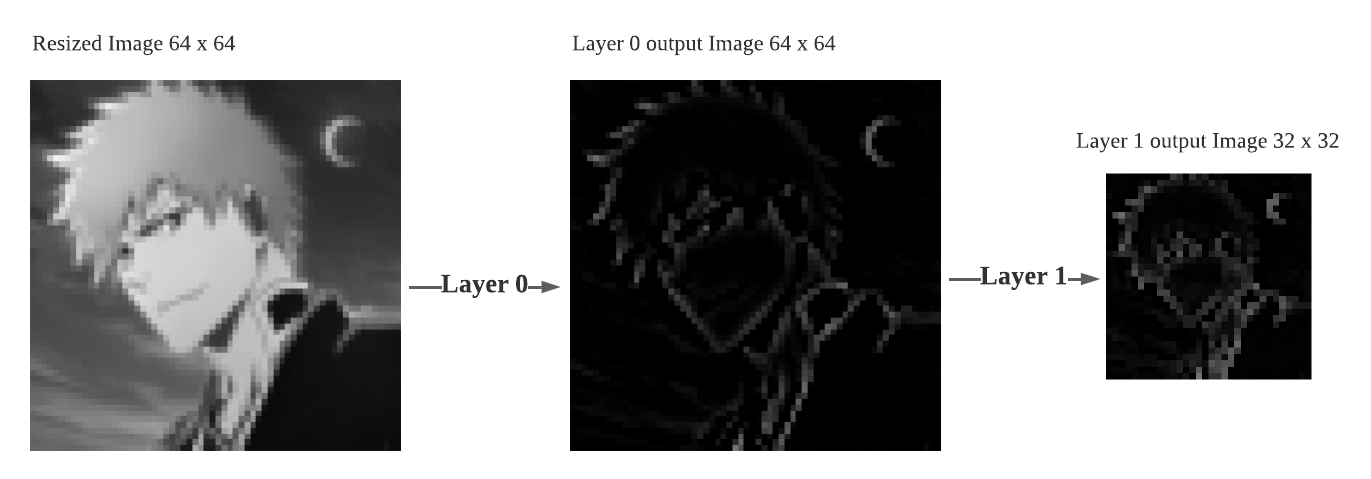 Resized Image 64 x 64
Layer 0 output Image 64 x 64
Layer 1 output Image 32 x 32
Layer 0
Layer 1